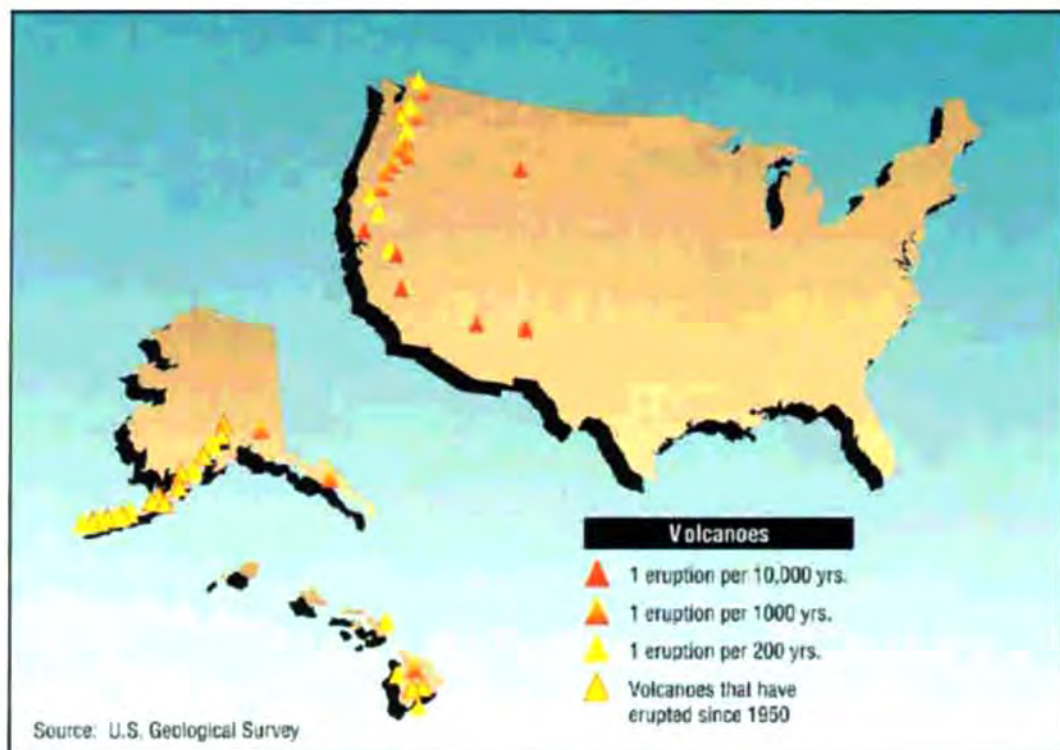 Volcanoes
1 eruption per 10,000 yrs.
1 eruption per 1000 yrs.
1 eruption per 200 yrs.
Volcanoes that have
erupted since 1950
Source: U.S. Geological Survey